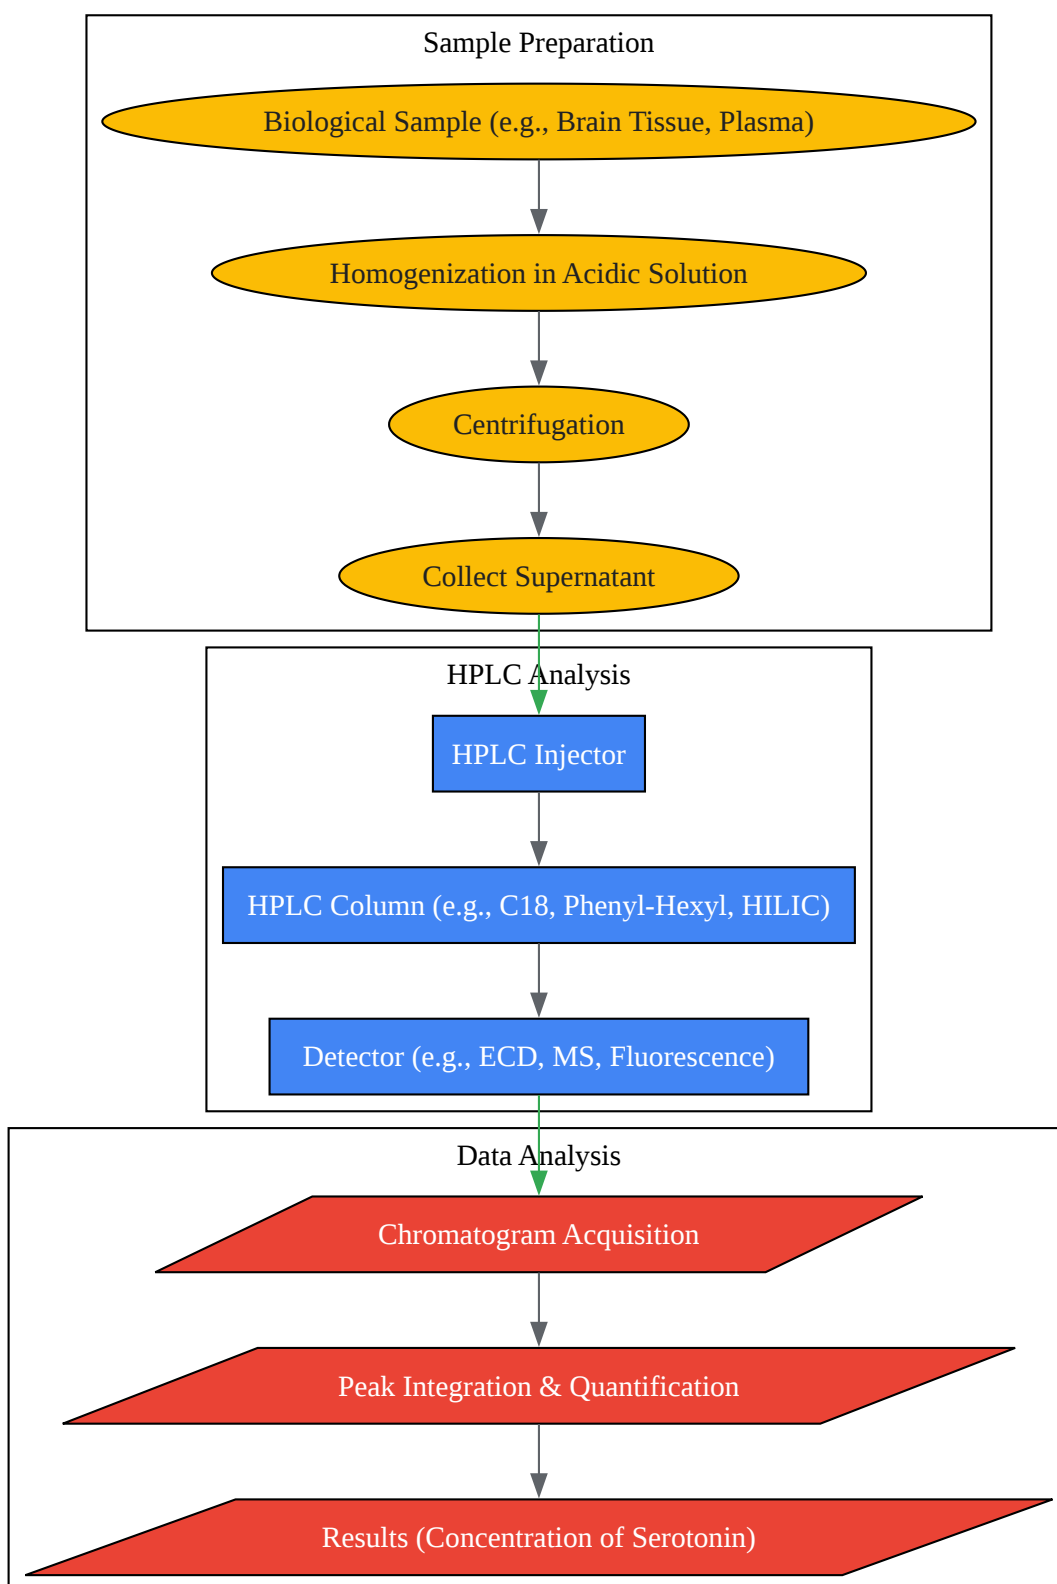 Sample Preparation
Biological Sample (e.g., Brain Tissue, Plasma)
Homogenization in Acidic Solution
Centrifugation
Collect Supernatant
HPLC Analysis
HPLC Injector
HPLC Column (e.g., C18, Phenyl-Hexyl, HILIC)
Detector (e.g., ECD, MS, Fluorescence)
Data Analysis
Chromatogram Acquisition
Peak Integration & Quantification
Results (Concentration of Serotonin)